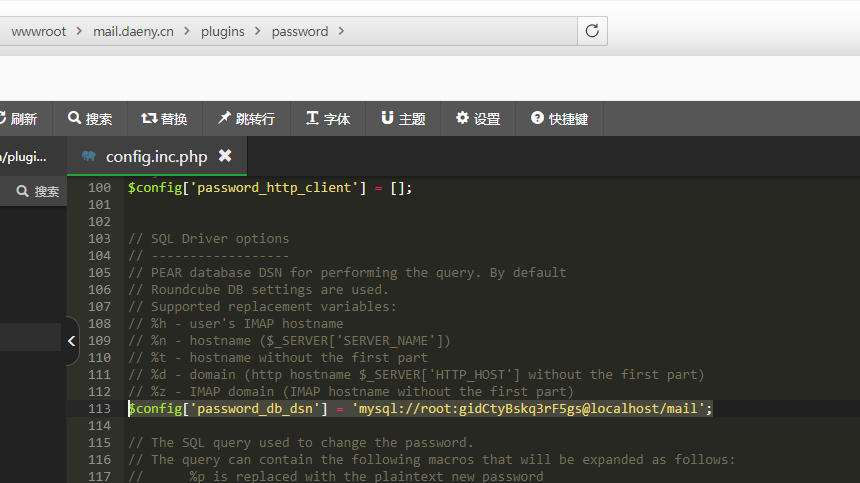 wwwroot > mail.daeny.cn > plugins > password >
刷新 搜索 替换 跳转行 字体 主题 设置 快捷键
/plugi... config.inc.php
搜索
100 $config['password_http_client'] = [];
101
102
103 // SQL Driver options
104 // ------------------
105 // PEAR database DSN for performing the query. By default
106 // Roundcube DB settings are used.
107 // Supported replacement variables:
108 // %h - user's IMAP hostname
109 // %n - hostname ($_SERVER['SERVER_NAME'])
110 // %t - hostname without the first part
111 // %d - domain (http hostname $_SERVER['HTTP_HOST'] without the first part)
112 // %z - IMAP domain (IMAP hostname without the first part)
113 $config['password_db_dsn'] = 'mysql://root:gidCtyBskq3rF5gs@localhost/mail';
114
115 // The SQL query used to change the password.
116 // The query can contain the following macros that will be expanded as follows:
117 //      %p is replaced with the plaintext new password